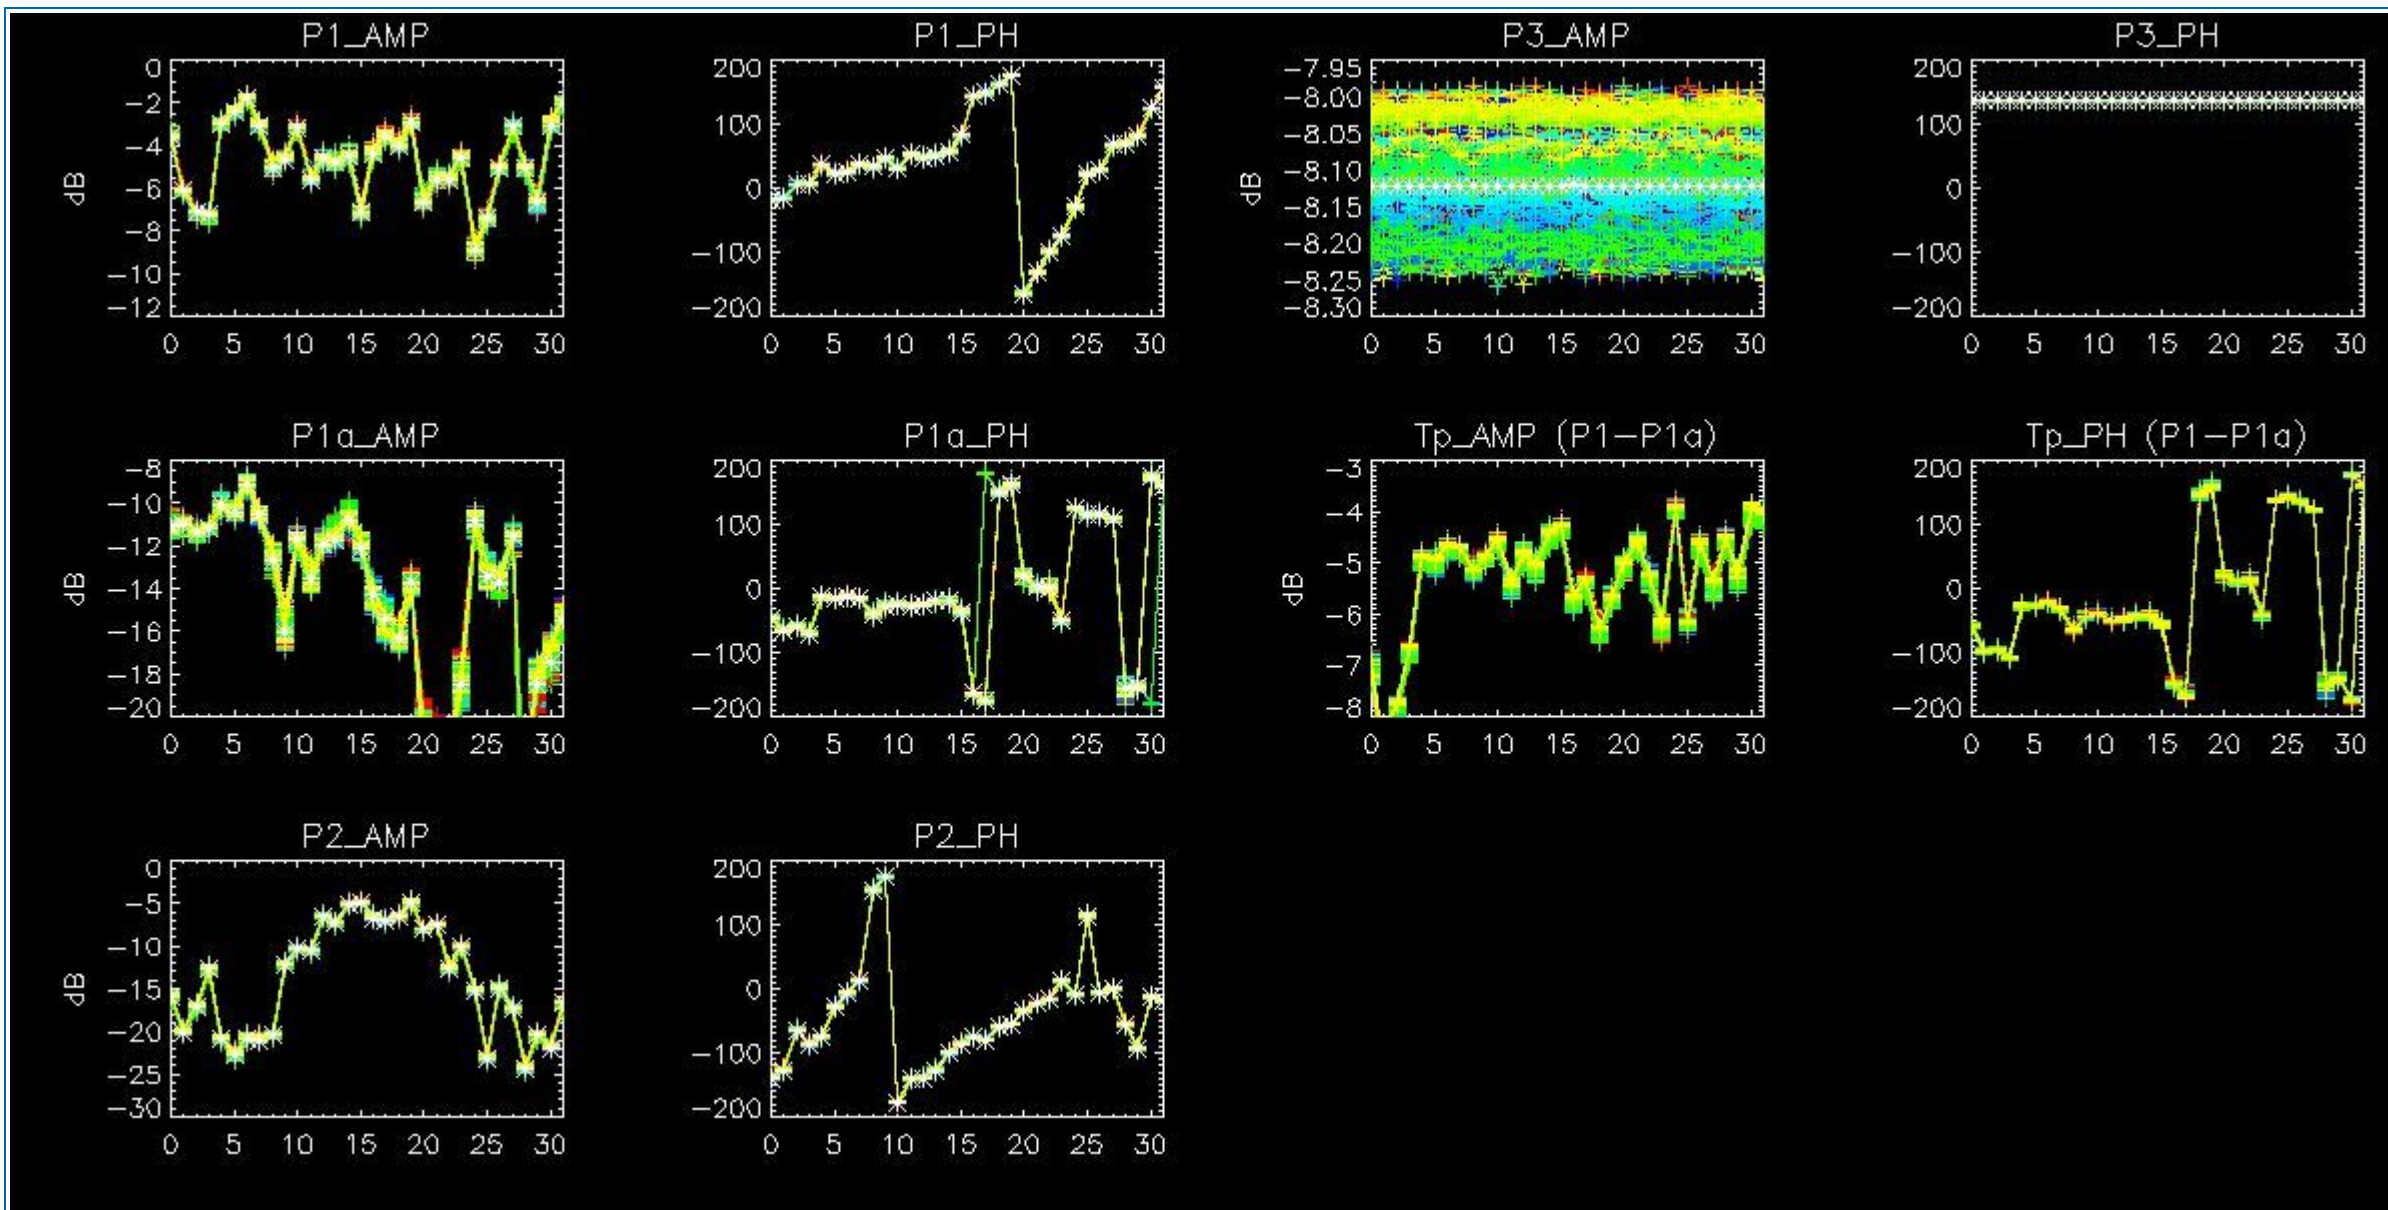 P1_AMP P1_PH P3_AMP P3_PH
0 200 -7.95 200
-2 100 -8.00 100
-4 0 -8.05 0
-6 -100 -8.10 -100
-8 -200 -8.15 -200
-10 -8.20
-12 -8.25
-8.30
dB dB
0 5 10 15 20 25 30 0 5 10 15 20 25 30 0 5 10 15 20 25 30 0 5 10 15 20 25 30
P1a_AMP P1a_PH Tp_AMP (P1-P1a) Tp_PH (P1-P1a)
-8 200 -3 200
-10 100 -4 100
-12 0 -5 0
-14 -100 -6 -100
-16 -200 -7 -200
-18 -8
-20
dB dB
0 5 10 15 20 25 30 0 5 10 15 20 25 30 0 5 10 15 20 25 30 0 5 10 15 20 25 30
P2_AMP P2_PH
0 200
-5 100
-10 0
-15 -100
-20 -200
-25
-30
dB
0 5 10 15 20 25 30 0 5 10 15 20 25 30